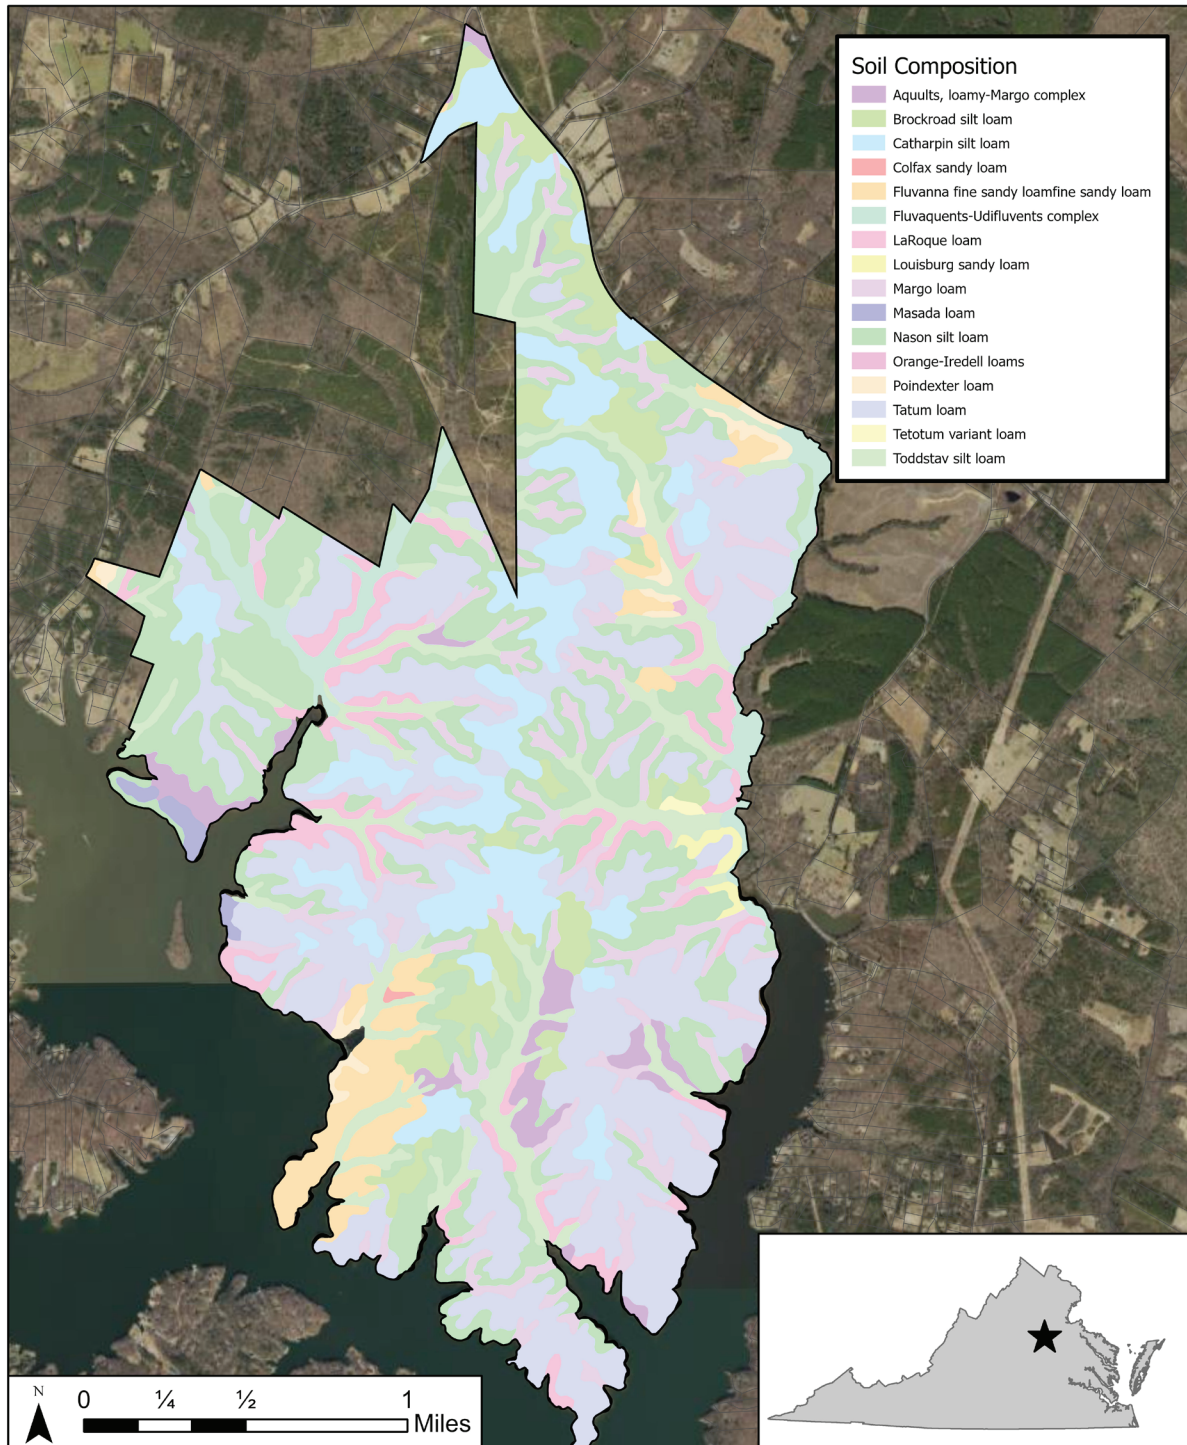 Soil Composition
Aquults, loamy-Margo complex
Brockroad silt loam
Catharpin silt loam
Colfax sandy loam
Fluvanna fine sandy loamfine sandy loam
Fluvaquents-Udifluvents complex
LaRoque loam
Louisburg sandy loam
Margo loam
Masada loam
Nason silt loam
Orange-Iredell loams
Poindexter loam
Tatum loam
Tetotum variant loam
Toddstav silt loam
N
0 ¼ ½ 1
Miles